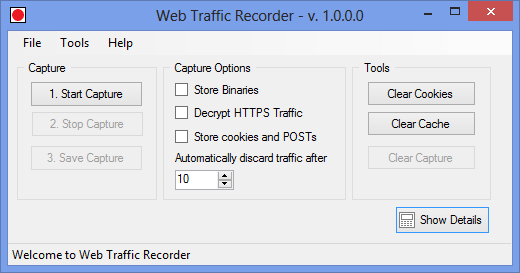 Web Traffic Recorder - v. 1.0.0.0
File Tools Help
Capture
1. Start Capture
2. Stop Capture
3. Save Capture
Capture Options
Store Binaries
Decrypt HTTPS Traffic
Store cookies and POSTs
Automatically discard traffic after
10
Tools
Clear Cookies
Clear Cache
Clear Capture
Show Details
Welcome to Web Traffic Recorder